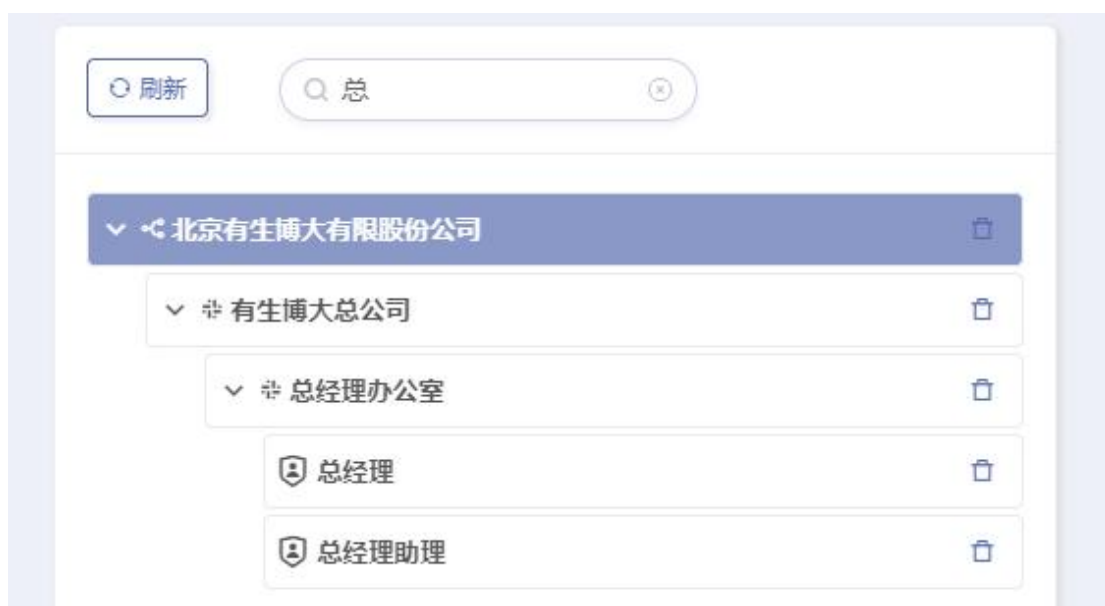 刷新
总
北京有生博大有限股份公司
有生博大总公司
总经理办公室
总经理
总经理助理